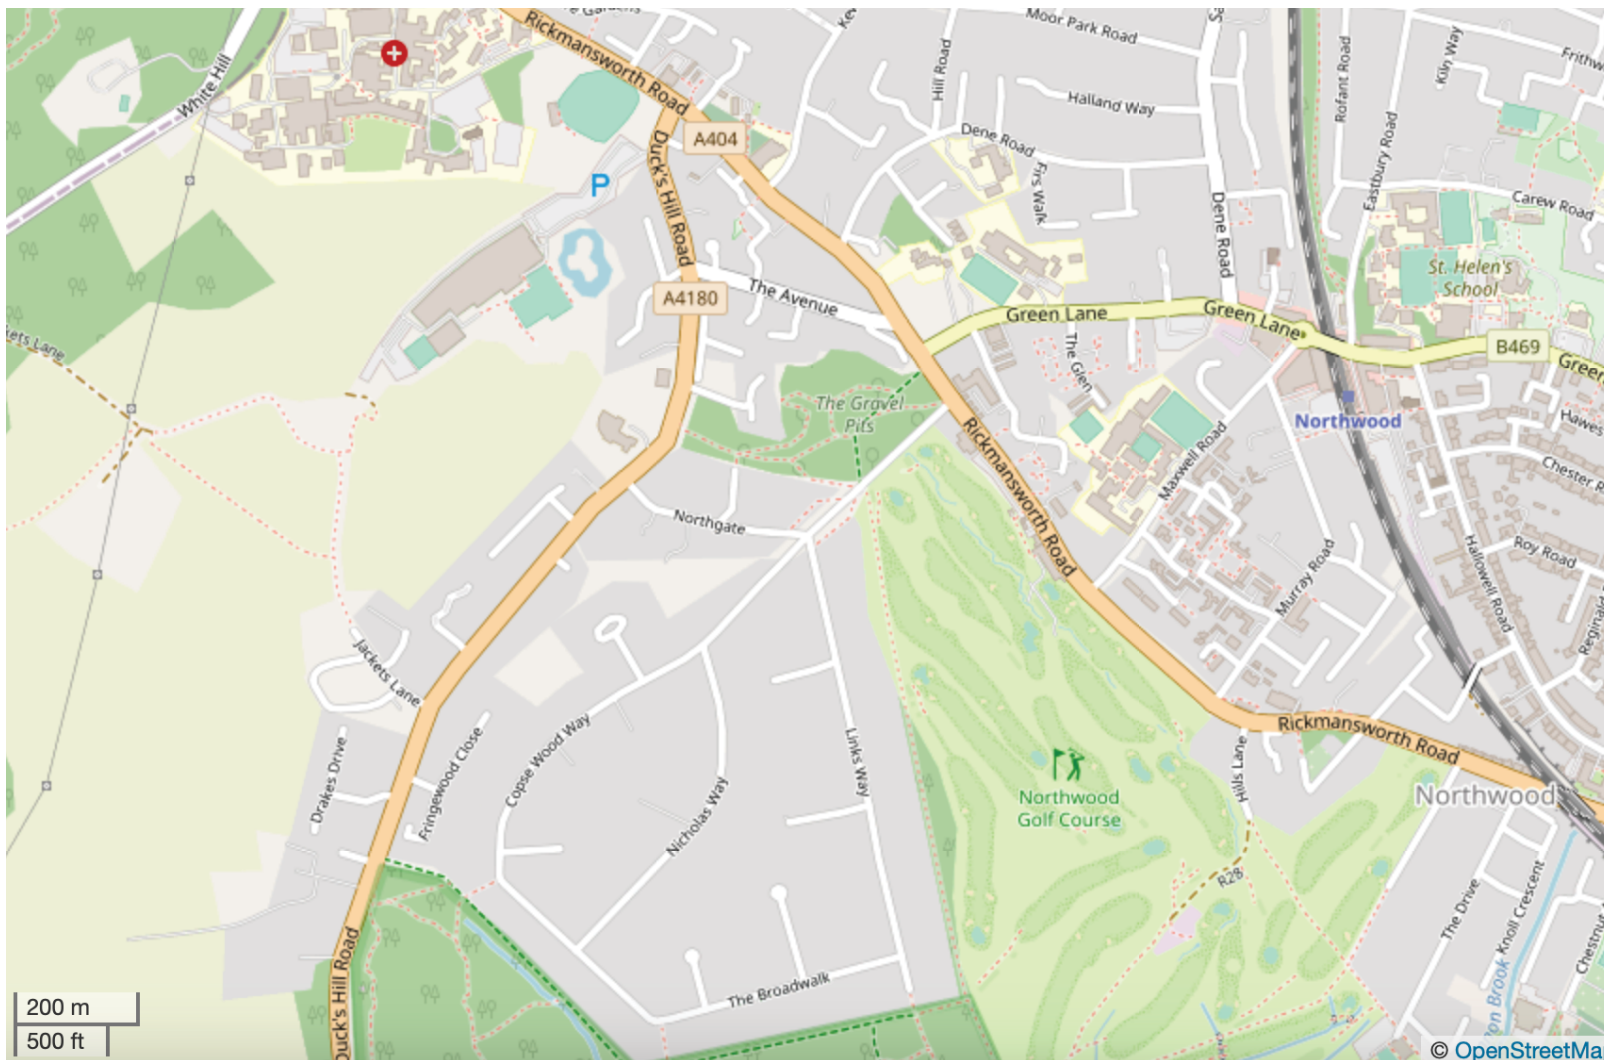 Rickmansworth Road
Moor Park Road
White Hill
Hill Road
Halland Way
Rofant Road
Kiln Way
A404
P
Duck's Hill Road
Dene Road
Firs Walk
Eastbury Road
Carew Road
Dene Road
St. Helen's
School
The Avenue
A4180
Green Lane
Green Lane
B469
Green
The Glen
The Gravel
Pits
Northwood
Hawes
Rickmansworth Road
Maxwell Road
Chester R
Northgate
Roy Road
Hallowell Road
Murray Road
Reginald
Jackets Lane
Copse Wood Way
Links Way
Rickmansworth Road
Drakes Drive
Fringewood Close
Hills Lane
Northwood
Golf Course
Northwood
Nicholas Way
R28
The Drive
Knoll Crescent
Chestnut
Duck's Hill Road
The Broadwalk
200 m
500 ft
© OpenStreetMa